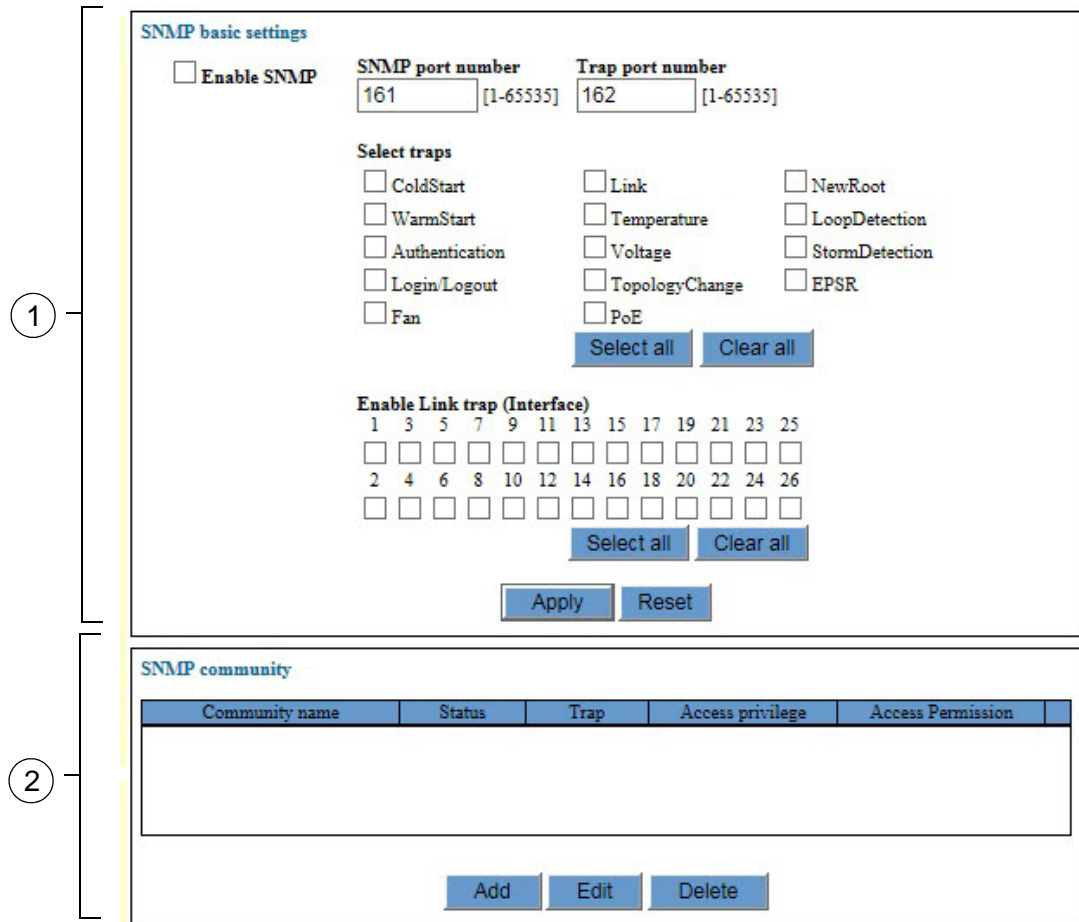 1
SNMP basic settings
Enable SNMP
SNMP port number Trap port number
161 [1-65535] 162 [1-65535]
Select traps
ColdStart Link NewRoot
WarmStart Temperature LoopDetection
Authentication Voltage StormDetection
Login/Logout TopologyChange EPSR
Fan PoE
Select all Clear all
Enable Link trap (Interface)
1 3 5 7 9 11 13 15 17 19 21 23 25
2 4 6 8 10 12 14 16 18 20 22 24 26
Select all Clear all
Apply Reset
2
SNMP community
Community name Status Trap Access privilege Access Permission
Add Edit Delete